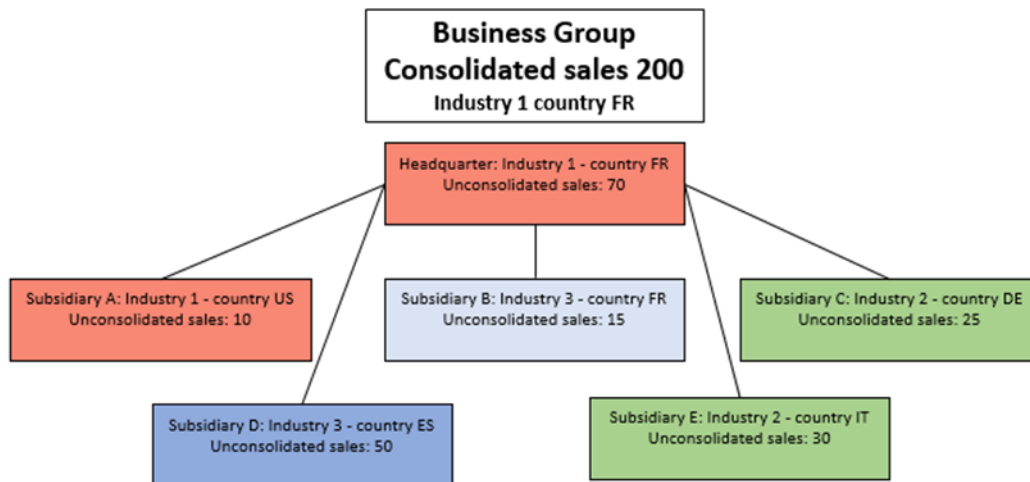 Business Group
Consolidated sales 200
Industry 1 country FR
Headquarter: Industry 1 - country FR
Unconsolidated sales: 70
Subsidiary A: Industry 1 - country US
Unconsolidated sales: 10
Subsidiary B: Industry 3 - country FR
Unconsolidated sales: 15
Subsidiary C: Industry 2 - country DE
Unconsolidated sales: 25
Subsidiary D: Industry 3 - country ES
Unconsolidated sales: 50
Subsidiary E: Industry 2 - country IT
Unconsolidated sales: 30